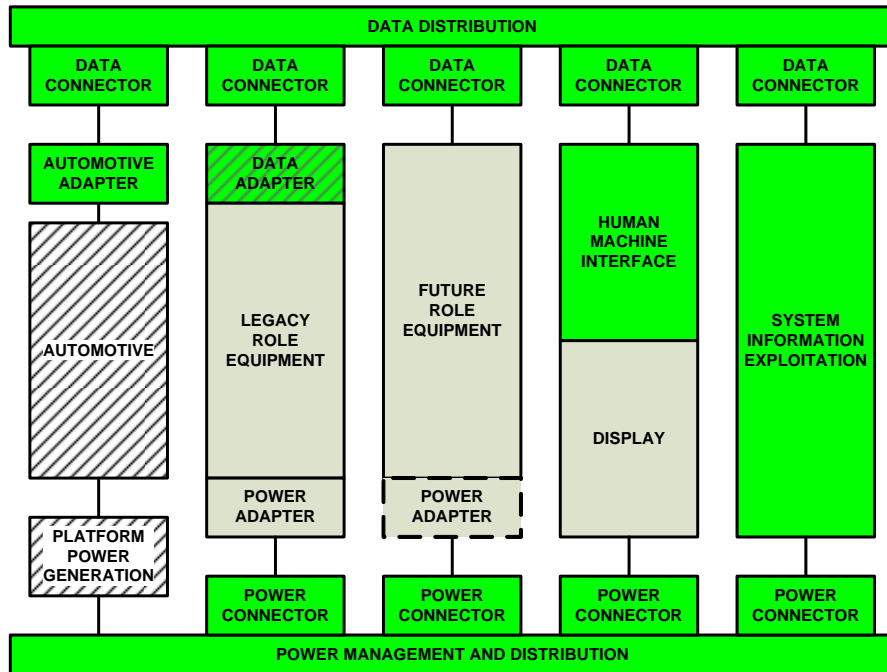 DATA DISTRIBUTION
DATA
CONNECTOR
DATA
CONNECTOR
DATA
CONNECTOR
DATA
CONNECTOR
DATA
CONNECTOR
AUTOMOTIVE
ADAPTER
DATA
ADAPTER
AUTOMOTIVE
LEGACY
ROLE
EQUIPMENT
FUTURE
ROLE
EQUIPMENT
HUMAN
MACHINE
INTERFACE
SYSTEM
INFORMATION
EXPLOITATION
DISPLAY
PLATFORM
POWER
GENERATION
POWER
ADAPTER
POWER
ADAPTER
POWER
CONNECTOR
POWER
CONNECTOR
POWER
CONNECTOR
POWER
CONNECTOR
POWER MANAGEMENT AND DISTRIBUTION